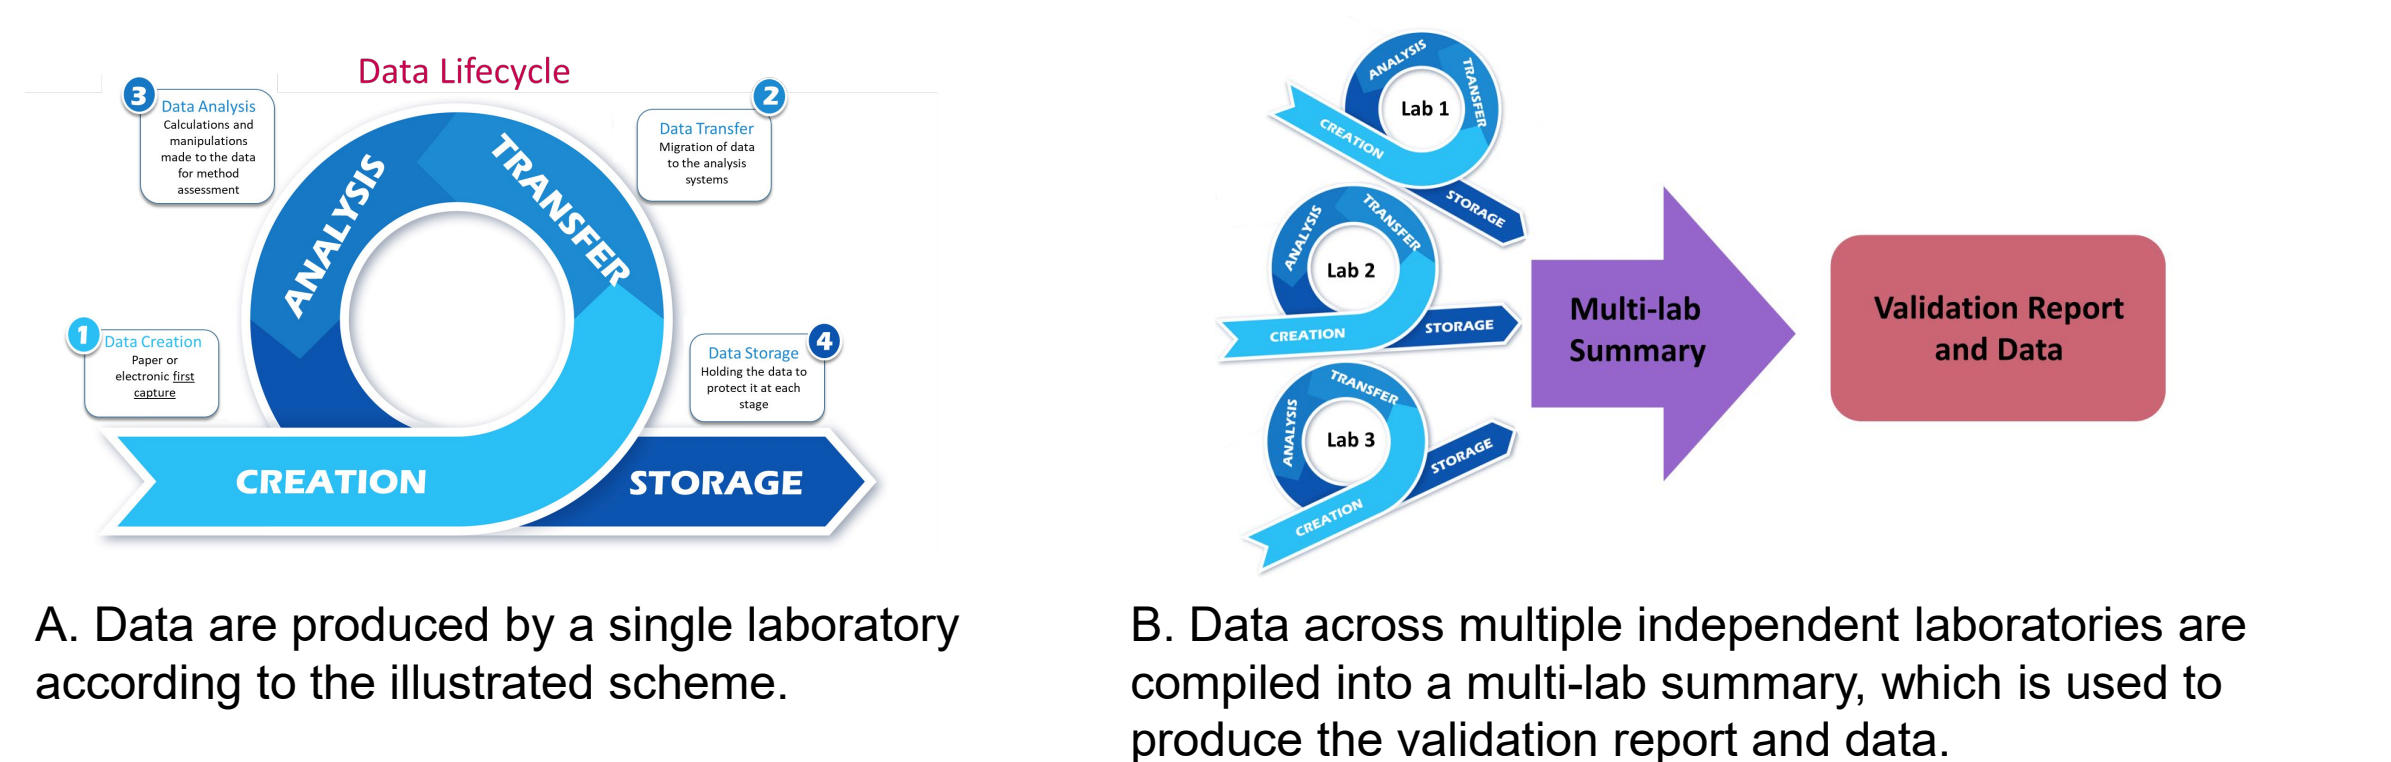 Data Lifecycle
3
Data Analysis
Calculations and
manipulations
made to the data
for method
assessment
2
Data Transfer
Migration of data
to the analysis
systems
ANALYSIS
TRANSFER
1
Data Creation
Paper or
electronic first
capture
4
Data Storage
Holding the data to
protect it at each
stage
CREATION
STORAGE
A. Data are produced by a single laboratory
according to the illustrated scheme.
ANALYSIS
TRANSFER
Lab 1
CREATION
STORAGE
ANALYSIS
TRANSFER
Lab 2
CREATION
STORAGE
ANALYSIS
TRANSFER
Lab 3
CREATION
STORAGE
Multi-lab
Summary
Validation Report
and Data
B. Data across multiple independent laboratories are
compiled into a multi-lab summary, which is used to
produce the validation report and data.